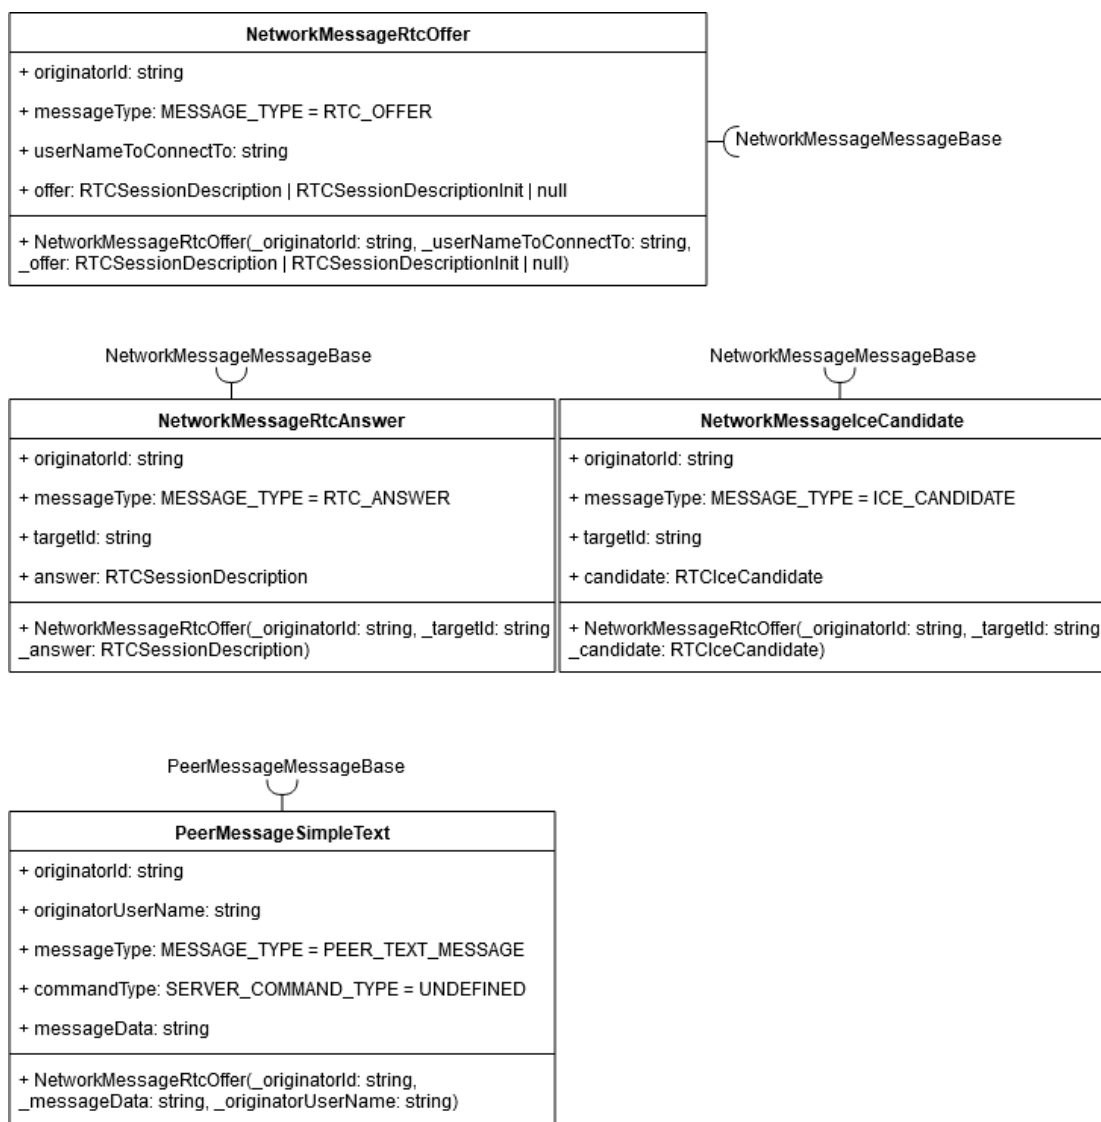 NetworkMessageRtcOffer
+ originatorId: string
+ messageType: MESSAGE_TYPE = RTC_OFFER
+ userNameToConnectTo: string
+ offer: RTCSessionDescription | RTCSessionDescriptionInit | null
+ NetworkMessageRtcOffer(_originatorId: string, _userNameToConnectTo: string,
_offer: RTCSessionDescription | RTCSessionDescriptionInit | null)
NetworkMessageMessageBase
NetworkMessageMessageBase
NetworkMessageRtcAnswer
+ originatorId: string
+ messageType: MESSAGE_TYPE = RTC_ANSWER
+ targetId: string
+ answer: RTCSessionDescription
+ NetworkMessageRtcOffer(_originatorId: string, _targetId: string
_answer: RTCSessionDescription)
NetworkMessageMessageBase
NetworkMessageIceCandidate
+ originatorId: string
+ messageType: MESSAGE_TYPE = ICE_CANDIDATE
+ targetId: string
+ candidate: RTCIceCandidate
+ NetworkMessageRtcOffer(_originatorId: string, _targetId: string
_candidate: RTCIceCandidate)
PeerMessageMessageBase
PeerMessageSimpleText
+ originatorId: string
+ originatorUserName: string
+ messageType: MESSAGE_TYPE = PEER_TEXT_MESSAGE
+ commandType: SERVER_COMMAND_TYPE = UNDEFINED
+ messageData: string
+ NetworkMessageRtcOffer(_originatorId: string,
_messageData: string, _originatorUserName: string)